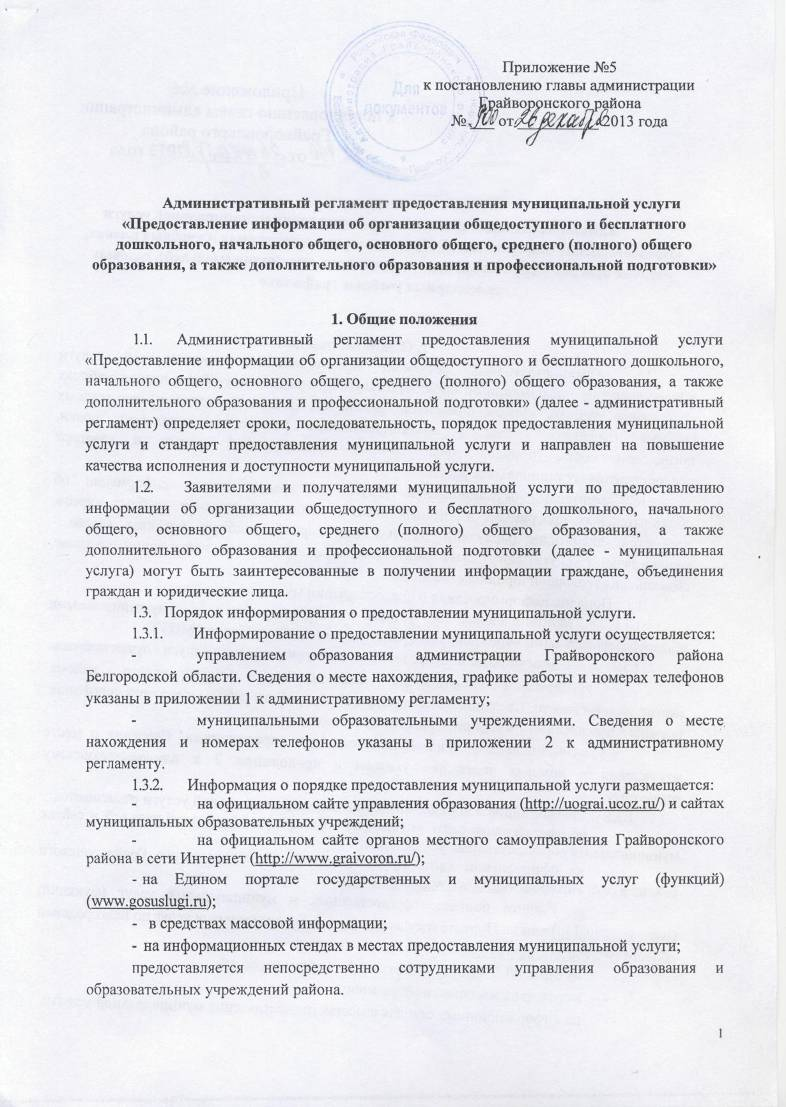 Приложение №5
к постановлению главы администрации
Грайворонского района
№ 900 от 26 декабря 2013 года
Для
документов
Административный регламент предоставления муниципальной услуги
«Предоставление информации об организации общедоступного и бесплатного
дошкольного, начального общего, основного общего, среднего (полного) общего
образования, а также дополнительного образования и профессиональной подготовки»
1. Общие положения
1.1. Административный регламент предоставления муниципальной услуги
«Предоставление информации об организации общедоступного и бесплатного дошкольного,
начального общего, основного общего, среднего (полного) общего образования, а также
дополнительного образования и профессиональной подготовки» (далее - административный
регламент) определяет сроки, последовательность, порядок предоставления муниципальной
услуги и стандарт предоставления муниципальной услуги и направлен на повышение
качества исполнения и доступности муниципальной услуги.
1.2. Заявителями и получателями муниципальной услуги по предоставлению
информации об организации общедоступного и бесплатного дошкольного, начального
общего, основного общего, среднего (полного) общего образования, а также
дополнительного образования и профессиональной подготовки (далее - муниципальная
услуга) могут быть заинтересованные в получении информации граждане, объединения
граждан и юридические лица.
1.3. Порядок информирования о предоставлении муниципальной услуги.
1.3.1. Информирование о предоставлении муниципальной услуги осуществляется:
- управлением образования администрации Грайворонского района
Белгородской области. Сведения о месте нахождения, графике работы и номерах телефонов
указаны в приложении 1 к административному регламенту;
- муниципальными образовательными учреждениями. Сведения о месте
нахождения и номерах телефонов указаны в приложении 2 к административному
регламенту.
1.3.2. Информация о порядке предоставления муниципальной услуги размещается:
- на официальном сайте управления образования (http://uograi.ucoz.ru/) и сайтах
муниципальных образовательных учреждений;
- на официальном сайте органов местного самоуправления Грайворонского
района в сети Интернет (http://www.graivoron.ru/);
- на Едином портале государственных и муниципальных услуг (функций)
(www.gosuslugi.ru);
- в средствах массовой информации;
- на информационных стендах в местах предоставления муниципальной услуги;
предоставляется непосредственно сотрудниками управления образования и
образовательных учреждений района.
1